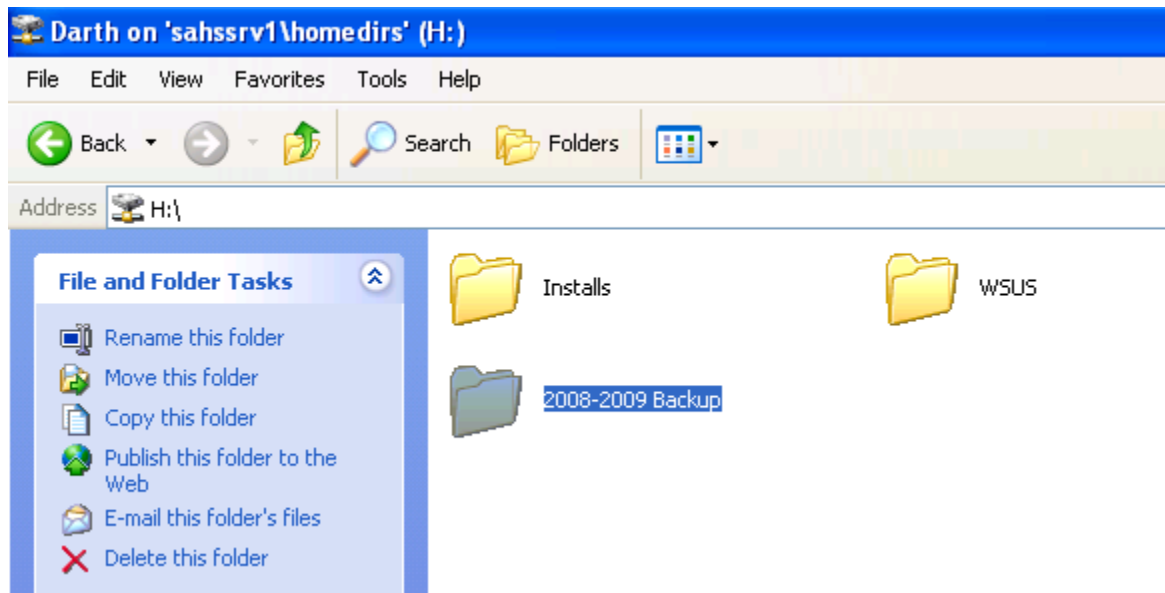 Darth on 'sahssrv1\homedirs' (H:)
File Edit View Favorites Tools Help
Back Search Folders
Address H:\
File and Folder Tasks
Rename this folder
Move this folder
Copy this folder
Publish this folder to the
Web
E-mail this folder's files
Delete this folder
Installs WSUS
2008-2009 Backup